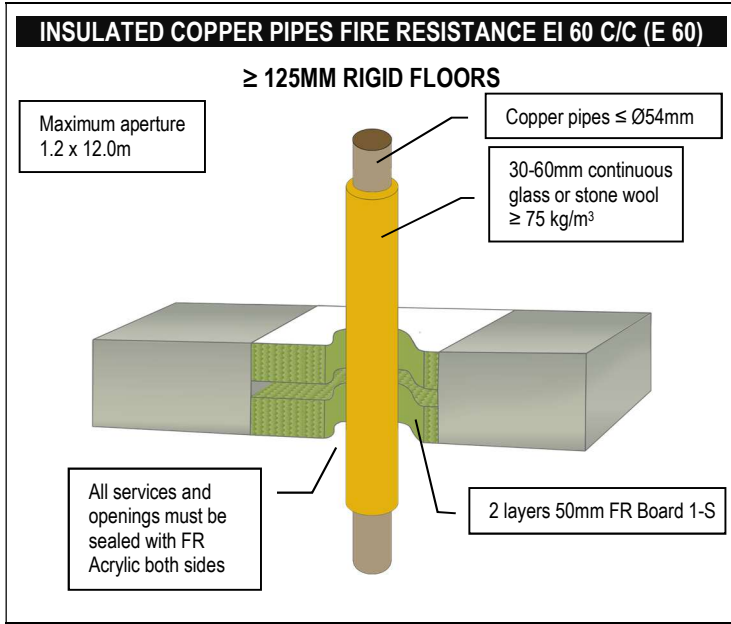 INSULATED COPPER PIPES FIRE RESISTANCE EI 60 C/C (E 60)
≥ 125MM RIGID FLOORS
Maximum aperture
1.2 x 12.0m
Copper pipes ≤ Ø54mm
30-60mm continuous
glass or stone wool
≥ 75 kg/m³
All services and
openings must be
sealed with FR
Acrylic both sides
2 layers 50mm FR Board 1-S